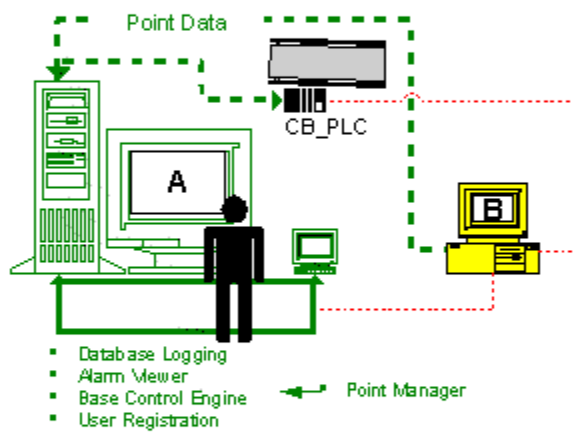 Point Data
CB_PLC
A
B
Database Logging
Alarm Viewer
Base Control Engine
Point Manager
User Registration